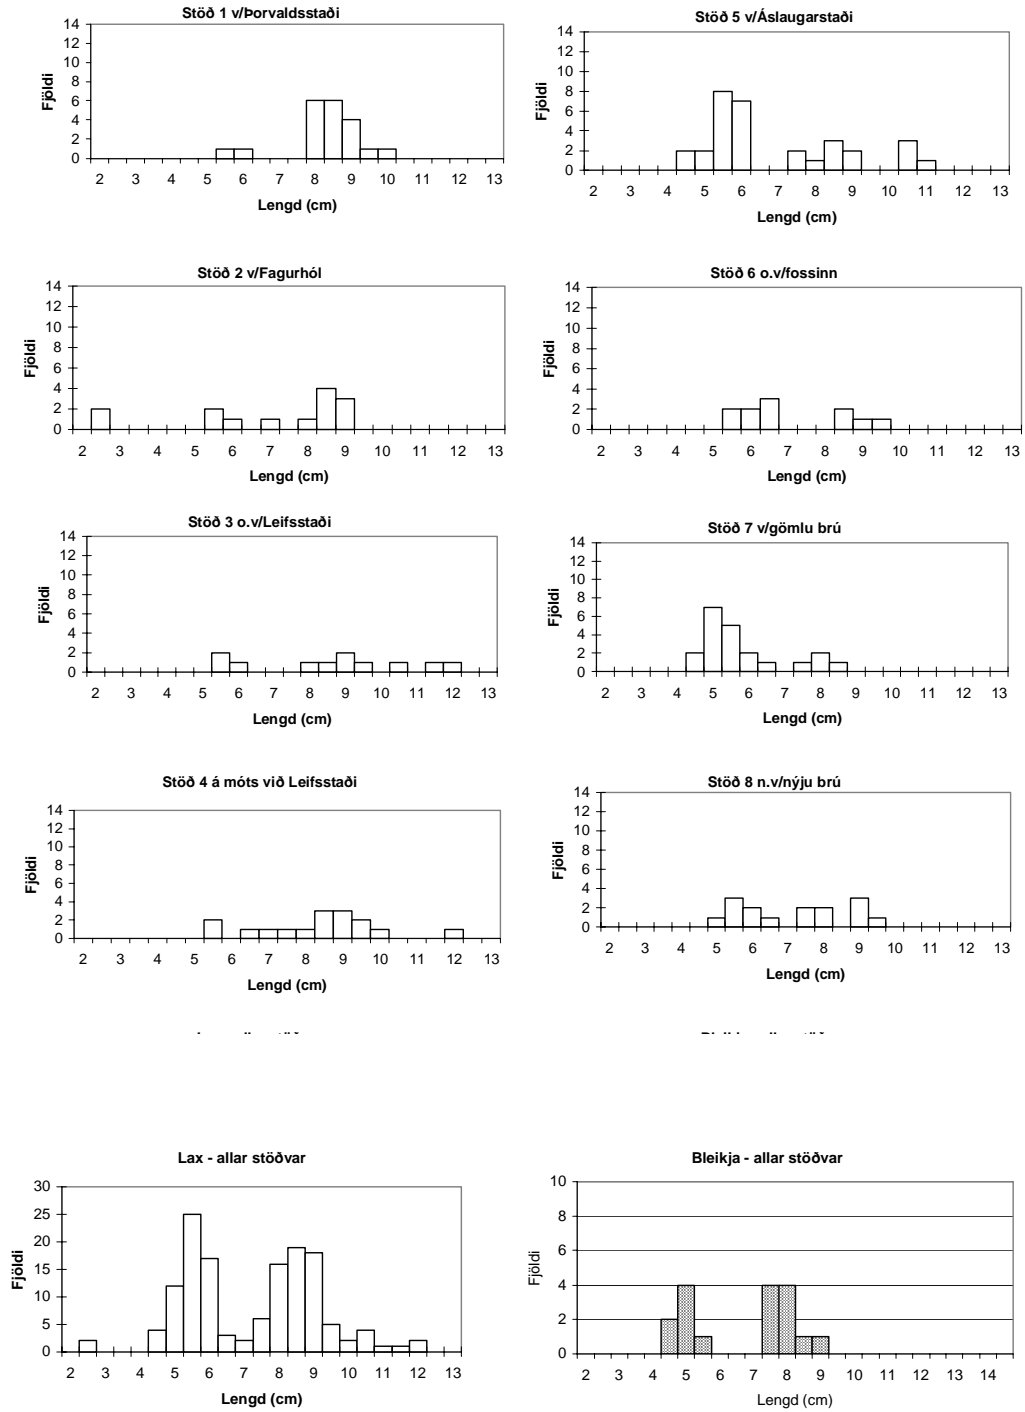 Stöð 1 v/Þorvaldsstaði
14
12
10
8
6
4
2
0
Fjöldi
2 3 4 5 6 7 8 9 10 11 12 13
Lengd (cm)
Stöð 5 v/Áslaugarstaði
14
12
10
8
6
4
2
0
Fjöldi
2 3 4 5 6 7 8 9 10 11 12 13
Lengd (cm)
Stöð 2 v/Fagurhól
14
12
10
8
6
4
2
0
Fjöldi
2 3 4 5 6 7 8 9 10 11 12 13
Lengd (cm)
Stöð 6 o.v/fossinn
14
12
10
8
6
4
2
0
Fjöldi
2 3 4 5 6 7 8 9 10 11 12 13
Lengd (cm)
Stöð 3 o.v/Leifsstaði
14
12
10
8
6
4
2
0
Fjöldi
2 3 4 5 6 7 8 9 10 11 12 13
Lengd (cm)
Stöð 7 v/gömlu brú
14
12
10
8
6
4
2
0
Fjöldi
2 3 4 5 6 7 8 9 10 11 12 13
Lengd (cm)
Stöð 4 á móts við Leifsstaði
14
12
10
8
6
4
2
0
Fjöldi
2 3 4 5 6 7 8 9 10 11 12 13
Lengd (cm)
Stöð 8 n.v/nýju brú
14
12
10
8
6
4
2
0
Fjöldi
2 3 4 5 6 7 8 9 10 11 12 13
Lengd (cm)
Lax - allar stöðvar
30
25
20
15
10
5
0
Fjöldi
2 3 4 5 6 7 8 9 10 11 12 13
Lengd (cm)
Bleikja - allar stöðvar
10
8
6
4
2
0
Fjöldi
2 3 4 5 6 7 8 9 10 11 12 13 14
Lengd (cm)